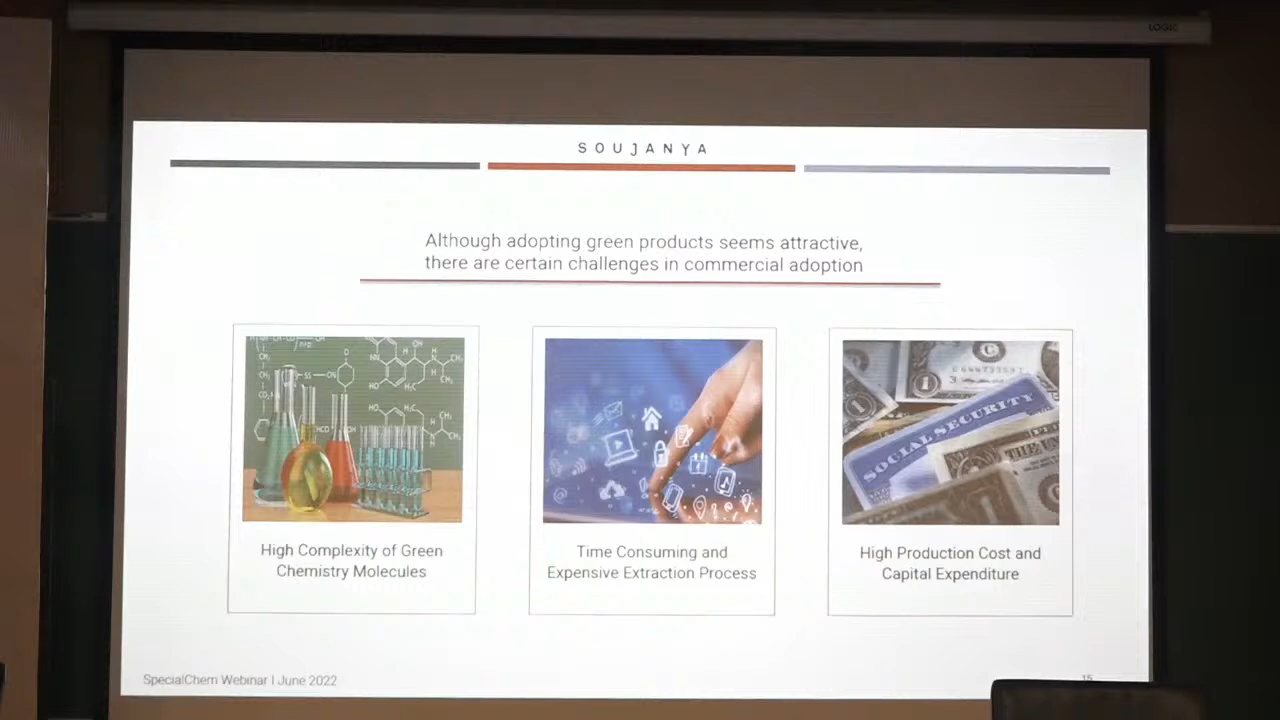 LOGIC
SOUJANYA
Although adopting green products seems attractive,
there are certain challenges in commercial adoption
SOCIAL SECURITY
High Complexity of Green
Chemistry Molecules
Time Consuming and
Expensive Extraction Process
High Production Cost and
Capital Expenditure
SpecialChem Webinar I June 2022
15